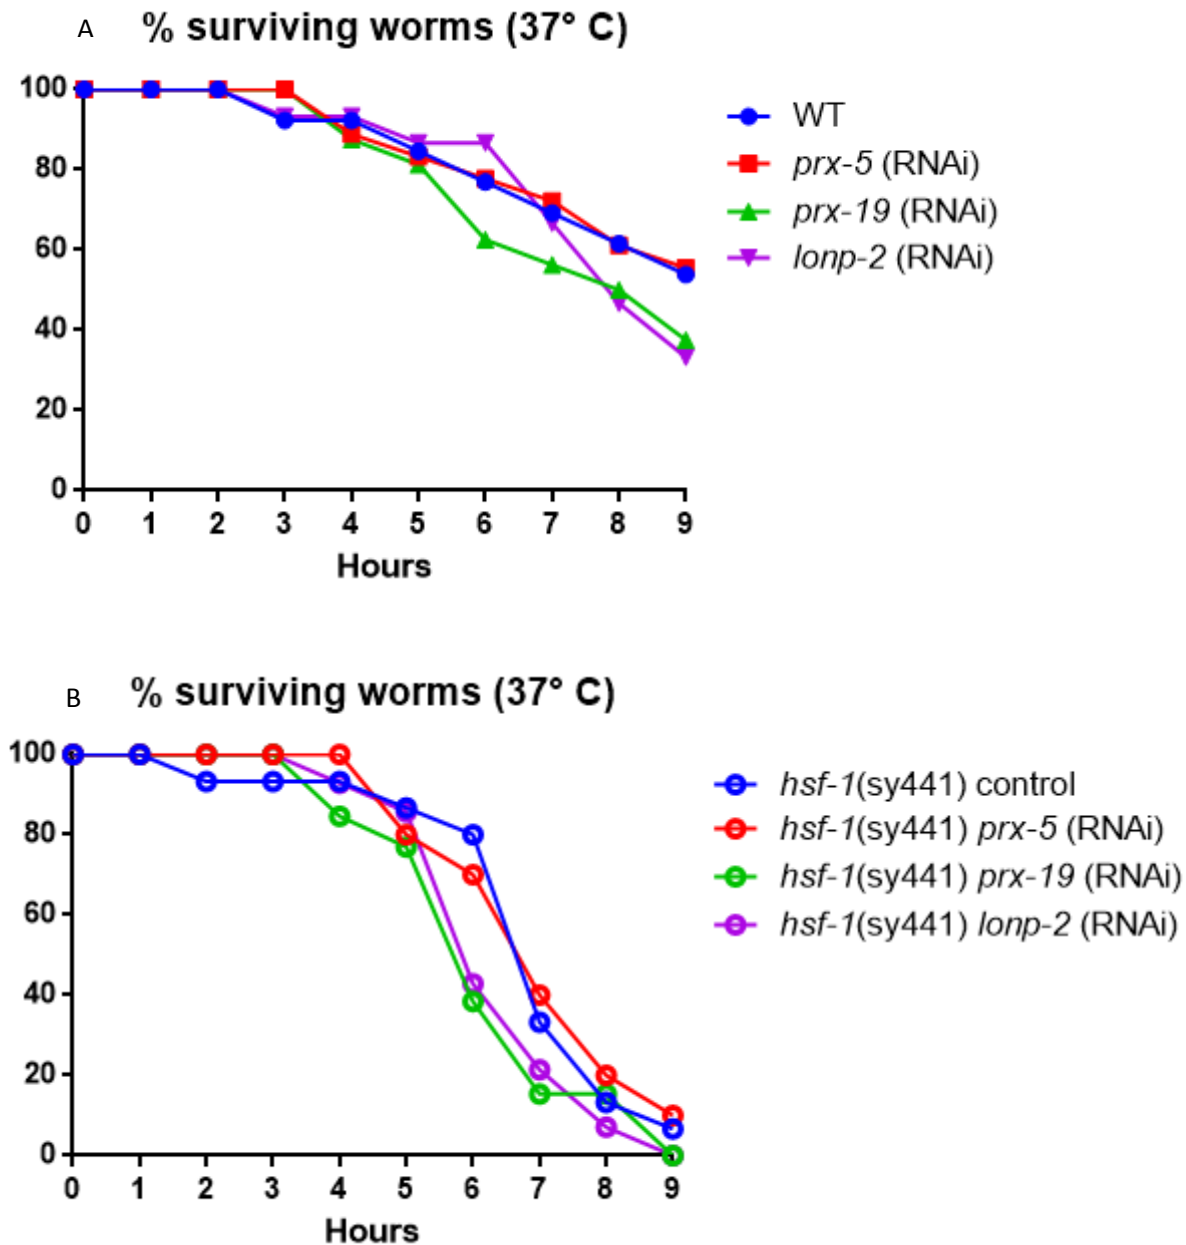 A % surviving worms (37° C)
100
80
60
40
20
0
0 1 2 3 4 5 6 7 8 9
Hours
WT
prx-5 (RNAi)
prx-19 (RNAi)
lonp-2 (RNAi)
B % surviving worms (37° C)
100
80
60
40
20
0
0 1 2 3 4 5 6 7 8 9
Hours
hsf-1(sy441) control
hsf-1(sy441) prx-5 (RNAi)
hsf-1(sy441) prx-19 (RNAi)
hsf-1(sy441) lonp-2 (RNAi)